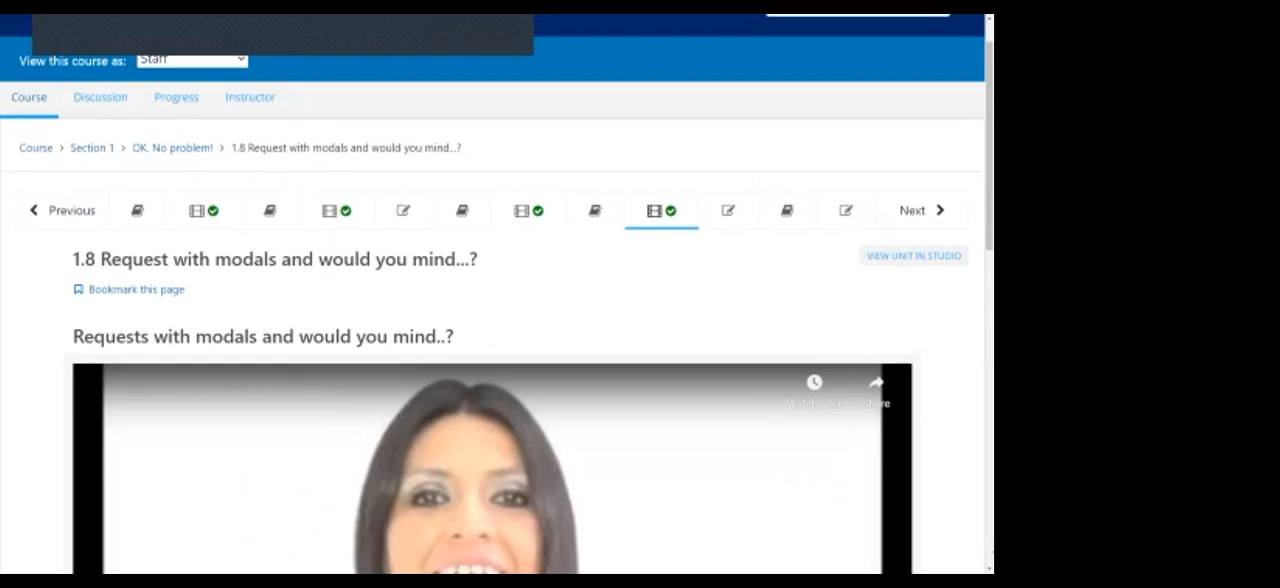 View this course as: Staff
Course Discussion Progress Instructor
Course > Section 1 > OK, No problem! > 1.8 Request with modals and would you mind...?
Previous
Next
1.8 Request with modals and would you mind...?
VIEW UNIT IN STUDIO
Bookmark this page
Requests with modals and would you mind..?
Share